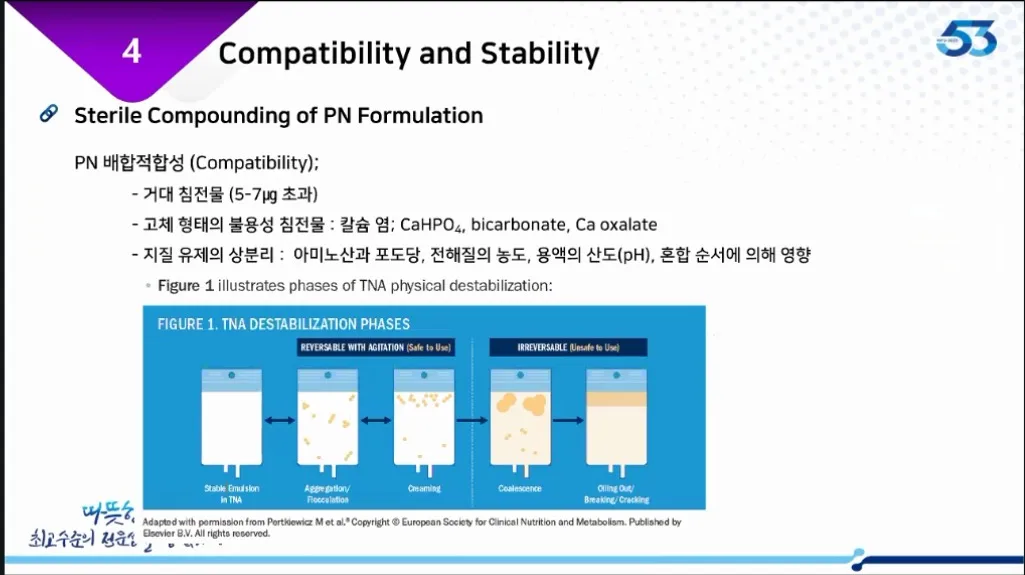 4
Compatibility and Stability
53
Sterile Compounding of PN Formulation
PN 배합적합성 (Compatibility);
- 거대 침전물 (5-7㎍ 초과)
- 고체 형태의 불용성 침전물 : 칼슘 염; CaHPO₄, bicarbonate, Ca oxalate
- 지질 유제의 상분리 : 아미노산과 포도당, 전해질의 농도, 용액의 산도(pH), 혼합 순서에 의해 영향
• Figure 1 illustrates phases of TNA physical destabilization:
FIGURE 1. TNA DESTABILIZATION PHASES
REVERSABLE WITH AGITATION (Safe to Use)
IRREVERSABLE (Unsafe to Use)
Stable Emulsion
in TNA
Aggregation/
Flocculation
Creaming
Coalescence
Oiling Out/
Breaking/Cracking
따뜻한
최고수준의 전문
Adapted with permission from Pertkiewicz M et al.⁸ Copyright © European Society for Clinical Nutrition and Metabolism. Published by
Elsevier B.V. All rights reserved.